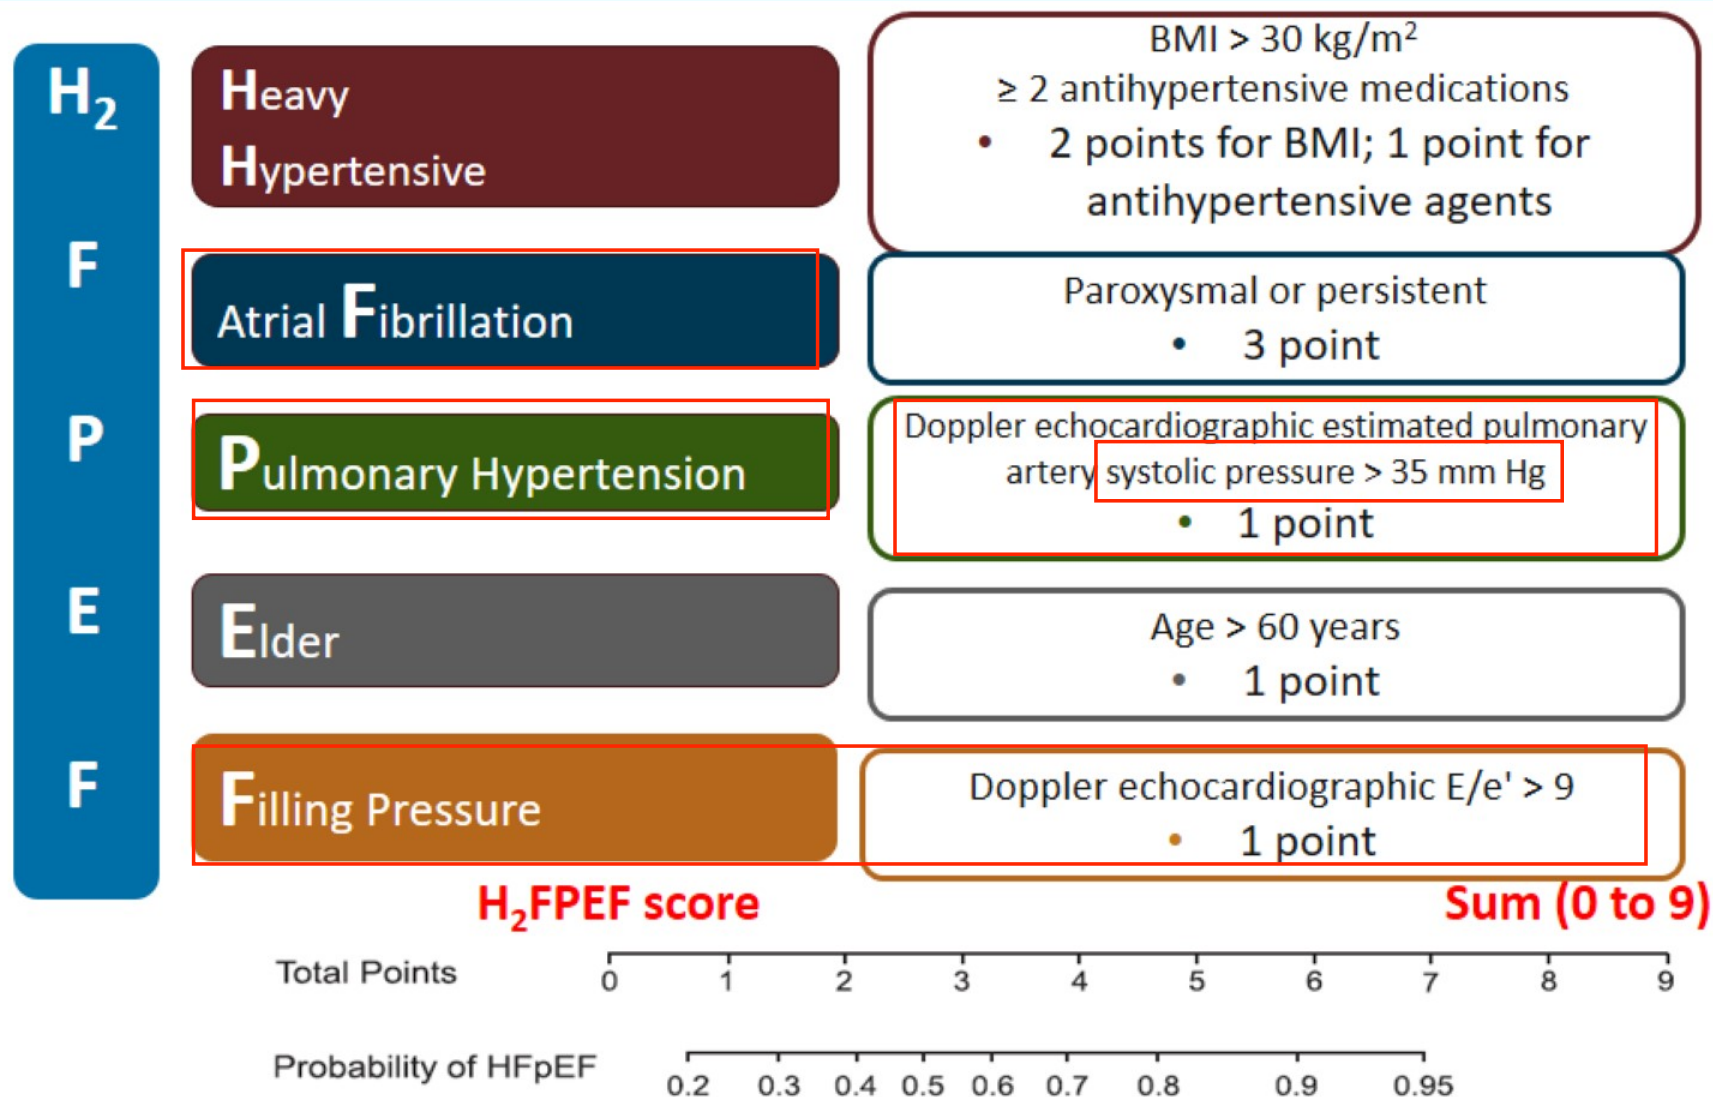 H₂
F
P
E
F
Heavy
Hypertensive
BMI > 30 kg/m²
≥ 2 antihypertensive medications
• 2 points for BMI; 1 point for
antihypertensive agents
Atrial Fibrillation
Paroxysmal or persistent
• 3 point
Pulmonary Hypertension
Doppler echocardiographic estimated pulmonary
artery systolic pressure > 35 mm Hg
• 1 point
Elder
Age > 60 years
• 1 point
Filling Pressure
Doppler echocardiographic E/e' > 9
• 1 point
H₂FPEF score
Sum (0 to 9)
Total Points
0 1 2 3 4 5 6 7 8 9
Probability of HFpEF
0.2 0.3 0.4 0.5 0.6 0.7 0.8 0.9 0.95